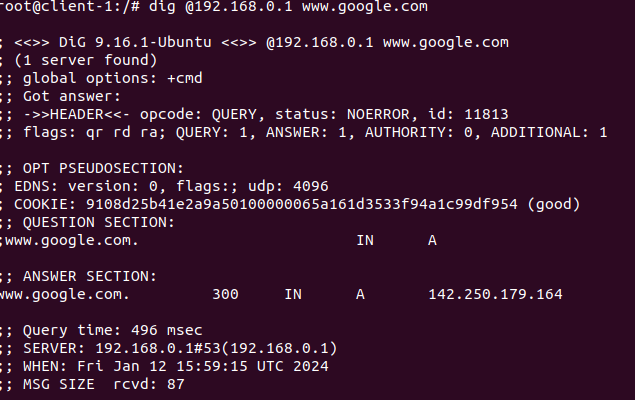 root@client-1:/# dig @192.168.0.1 www.google.com

; <<>> DiG 9.16.1-Ubuntu <<>> @192.168.0.1 www.google.com
; (1 server found)
;; global options: +cmd
;; Got answer:
;; ->>HEADER<<- opcode: QUERY, status: NOERROR, id: 11813
;; flags: qr rd ra; QUERY: 1, ANSWER: 1, AUTHORITY: 0, ADDITIONAL: 1

;; OPT PSEUDOSECTION:
; EDNS: version: 0, flags:; udp: 4096
; COOKIE: 9108d25b41e2a9a50100000065a161d3533f94a1c99df954 (good)
;; QUESTION SECTION:
;www.google.com. IN A

;; ANSWER SECTION:
www.google.com. 300 IN A 142.250.179.164

;; Query time: 496 msec
;; SERVER: 192.168.0.1#53(192.168.0.1)
;; WHEN: Fri Jan 12 15:59:15 UTC 2024
;; MSG SIZE rcvd: 87